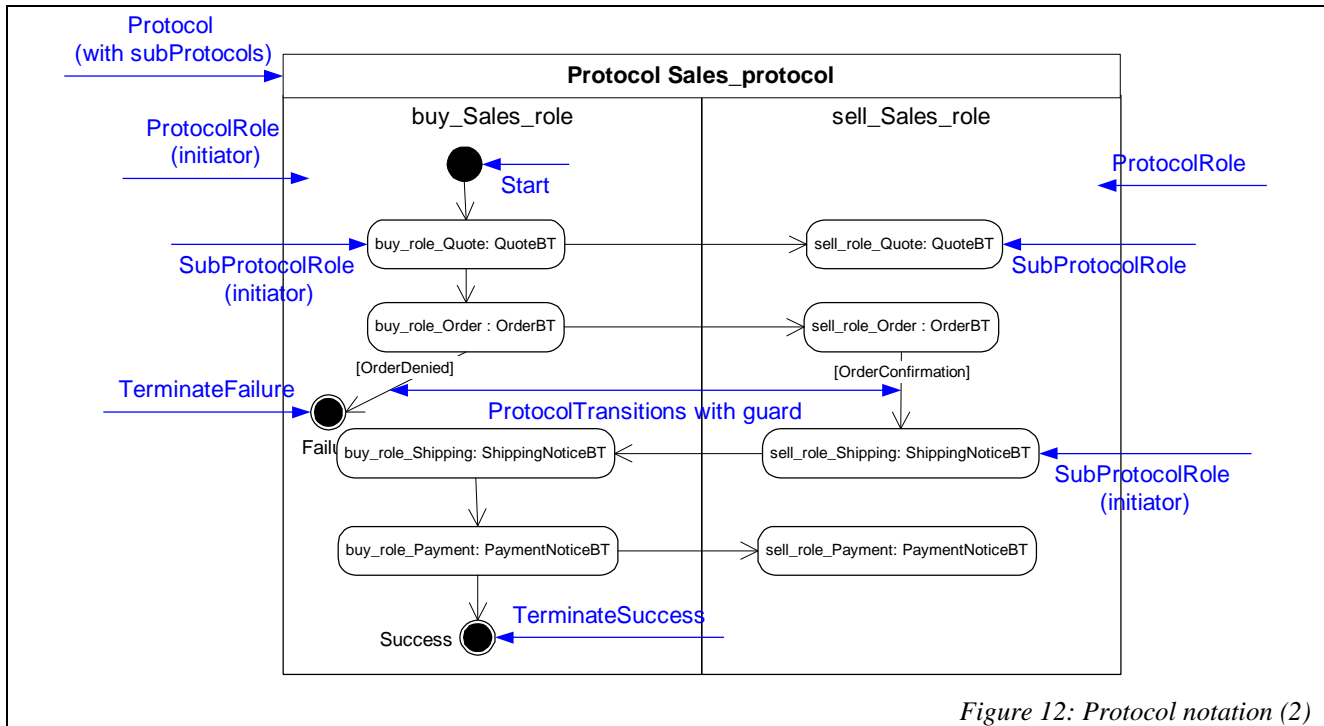 Protocol
(with subProtocols)
Protocol Sales_protocol
buy_Sales_role
sell_Sales_role
ProtocolRole
(initiator)
ProtocolRole
Start
buy_role_Quote: QuoteBT
sell_role_Quote: QuoteBT
SubProtocolRole
(initiator)
SubProtocolRole
buy_role_Order : OrderBT
sell_role_Order : OrderBT
[OrderDenied]
[OrderConfirmation]
TerminateFailure
ProtocolTransitions with guard
Failu
buy_role_Shipping: ShippingNoticeBT
sell_role_Shipping: ShippingNoticeBT
SubProtocolRole
(initiator)
buy_role_Payment: PaymentNoticeBT
sell_role_Payment: PaymentNoticeBT
TerminateSuccess
Success
Figure 12: Protocol notation (2)